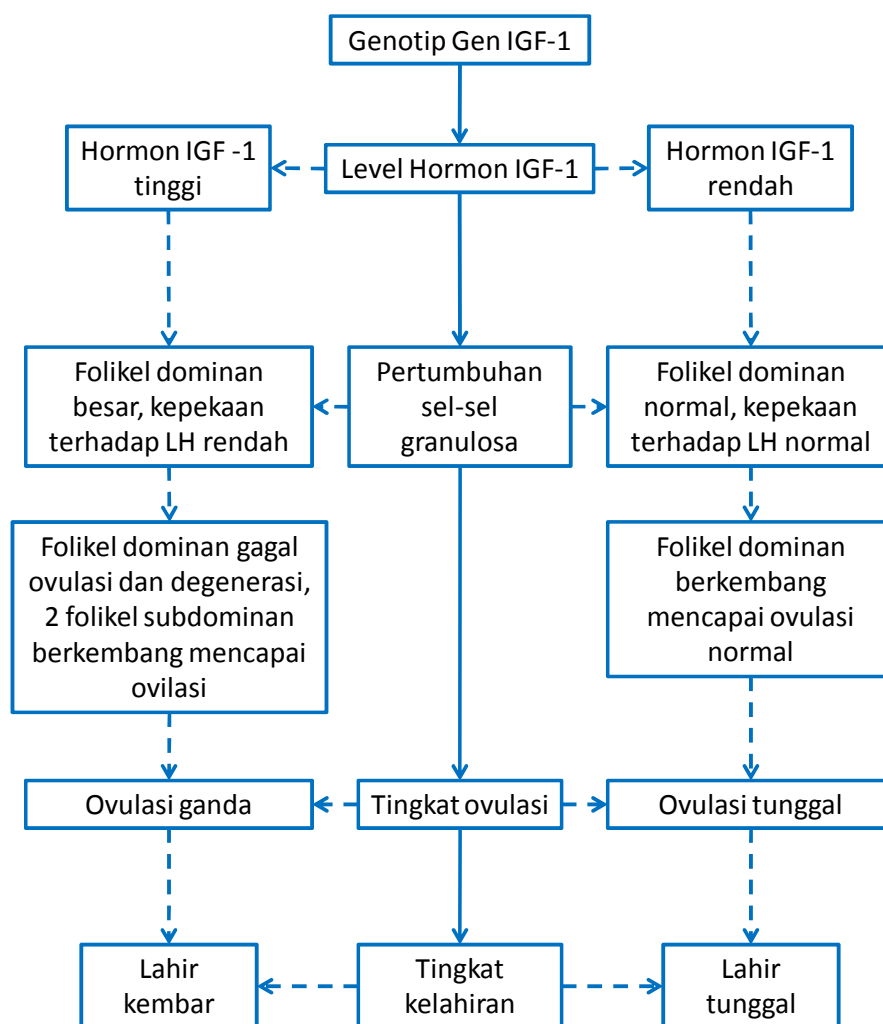 Genotip Gen IGF-1
Hormon IGF -1
tinggi
Level Hormon IGF-1
Hormon IGF-1
rendah
Folikel dominan
besar, kepekaan
terhadap LH rendah
Pertumbuhan
sel-sel
granulosa
Folikel dominan
normal, kepekaan
terhadap LH normal
Folikel dominan gagal
ovulasi dan degenerasi,
2 folikel subdominan
berkembang mencapai
ovilasi
Folikel dominan
berkembang
mencapai ovulasi
normal
Ovulasi ganda
Tingkat ovulasi
Ovulasi tunggal
Lahir
kembar
Tingkat
kelahiran
Lahir
tunggal